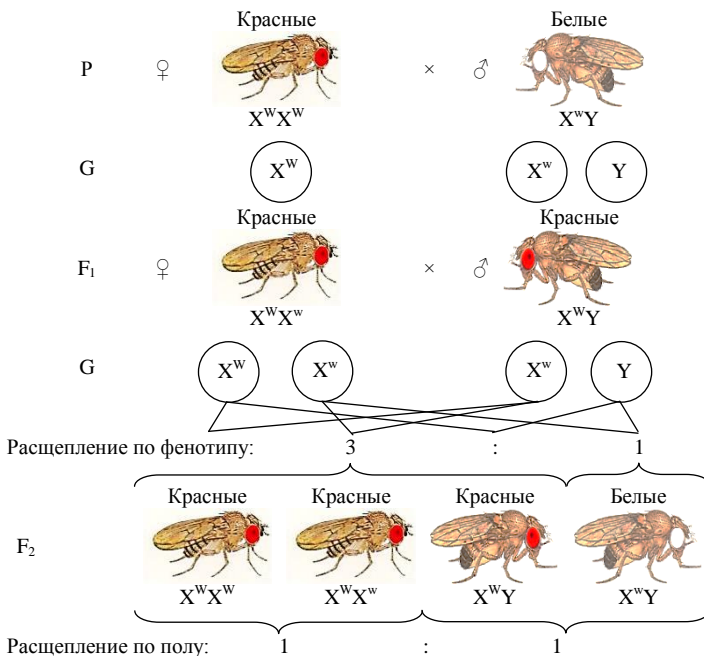 Красные Белые
P ♀ × ♂
XᵂXᵂ XʷY
G Xᵂ Xʷ Y
Красные Красные
F₁ ♀ × ♂
XᵂXʷ XᵂY
G Xᵂ Xʷ Xʷ Y
Расщепление по фенотипу: 3 : 1
Красные Красные Красные Белые
F₂
XᵂXᵂ XᵂXʷ XᵂY XʷY
Расщепление по полу: 1 : 1